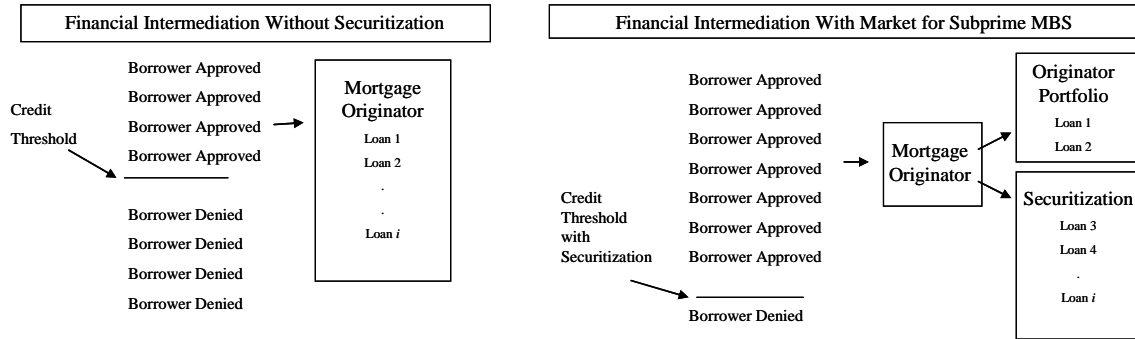 Financial Intermediation Without Securitization
Borrower Approved
Borrower Approved
Borrower Approved
Borrower Approved
Credit
Threshold
Borrower Denied
Borrower Denied
Borrower Denied
Borrower Denied
Mortgage
Originator
Loan 1
Loan 2
.
.
Loan i
Financial Intermediation With Market for Subprime MBS
Borrower Approved
Borrower Approved
Borrower Approved
Borrower Approved
Borrower Approved
Borrower Approved
Borrower Approved
Credit
Threshold
with
Securitization
Borrower Denied
Mortgage
Originator
Originator
Portfolio
Loan 1
Loan 2
Securitization
Loan 3
Loan 4
.
Loan i